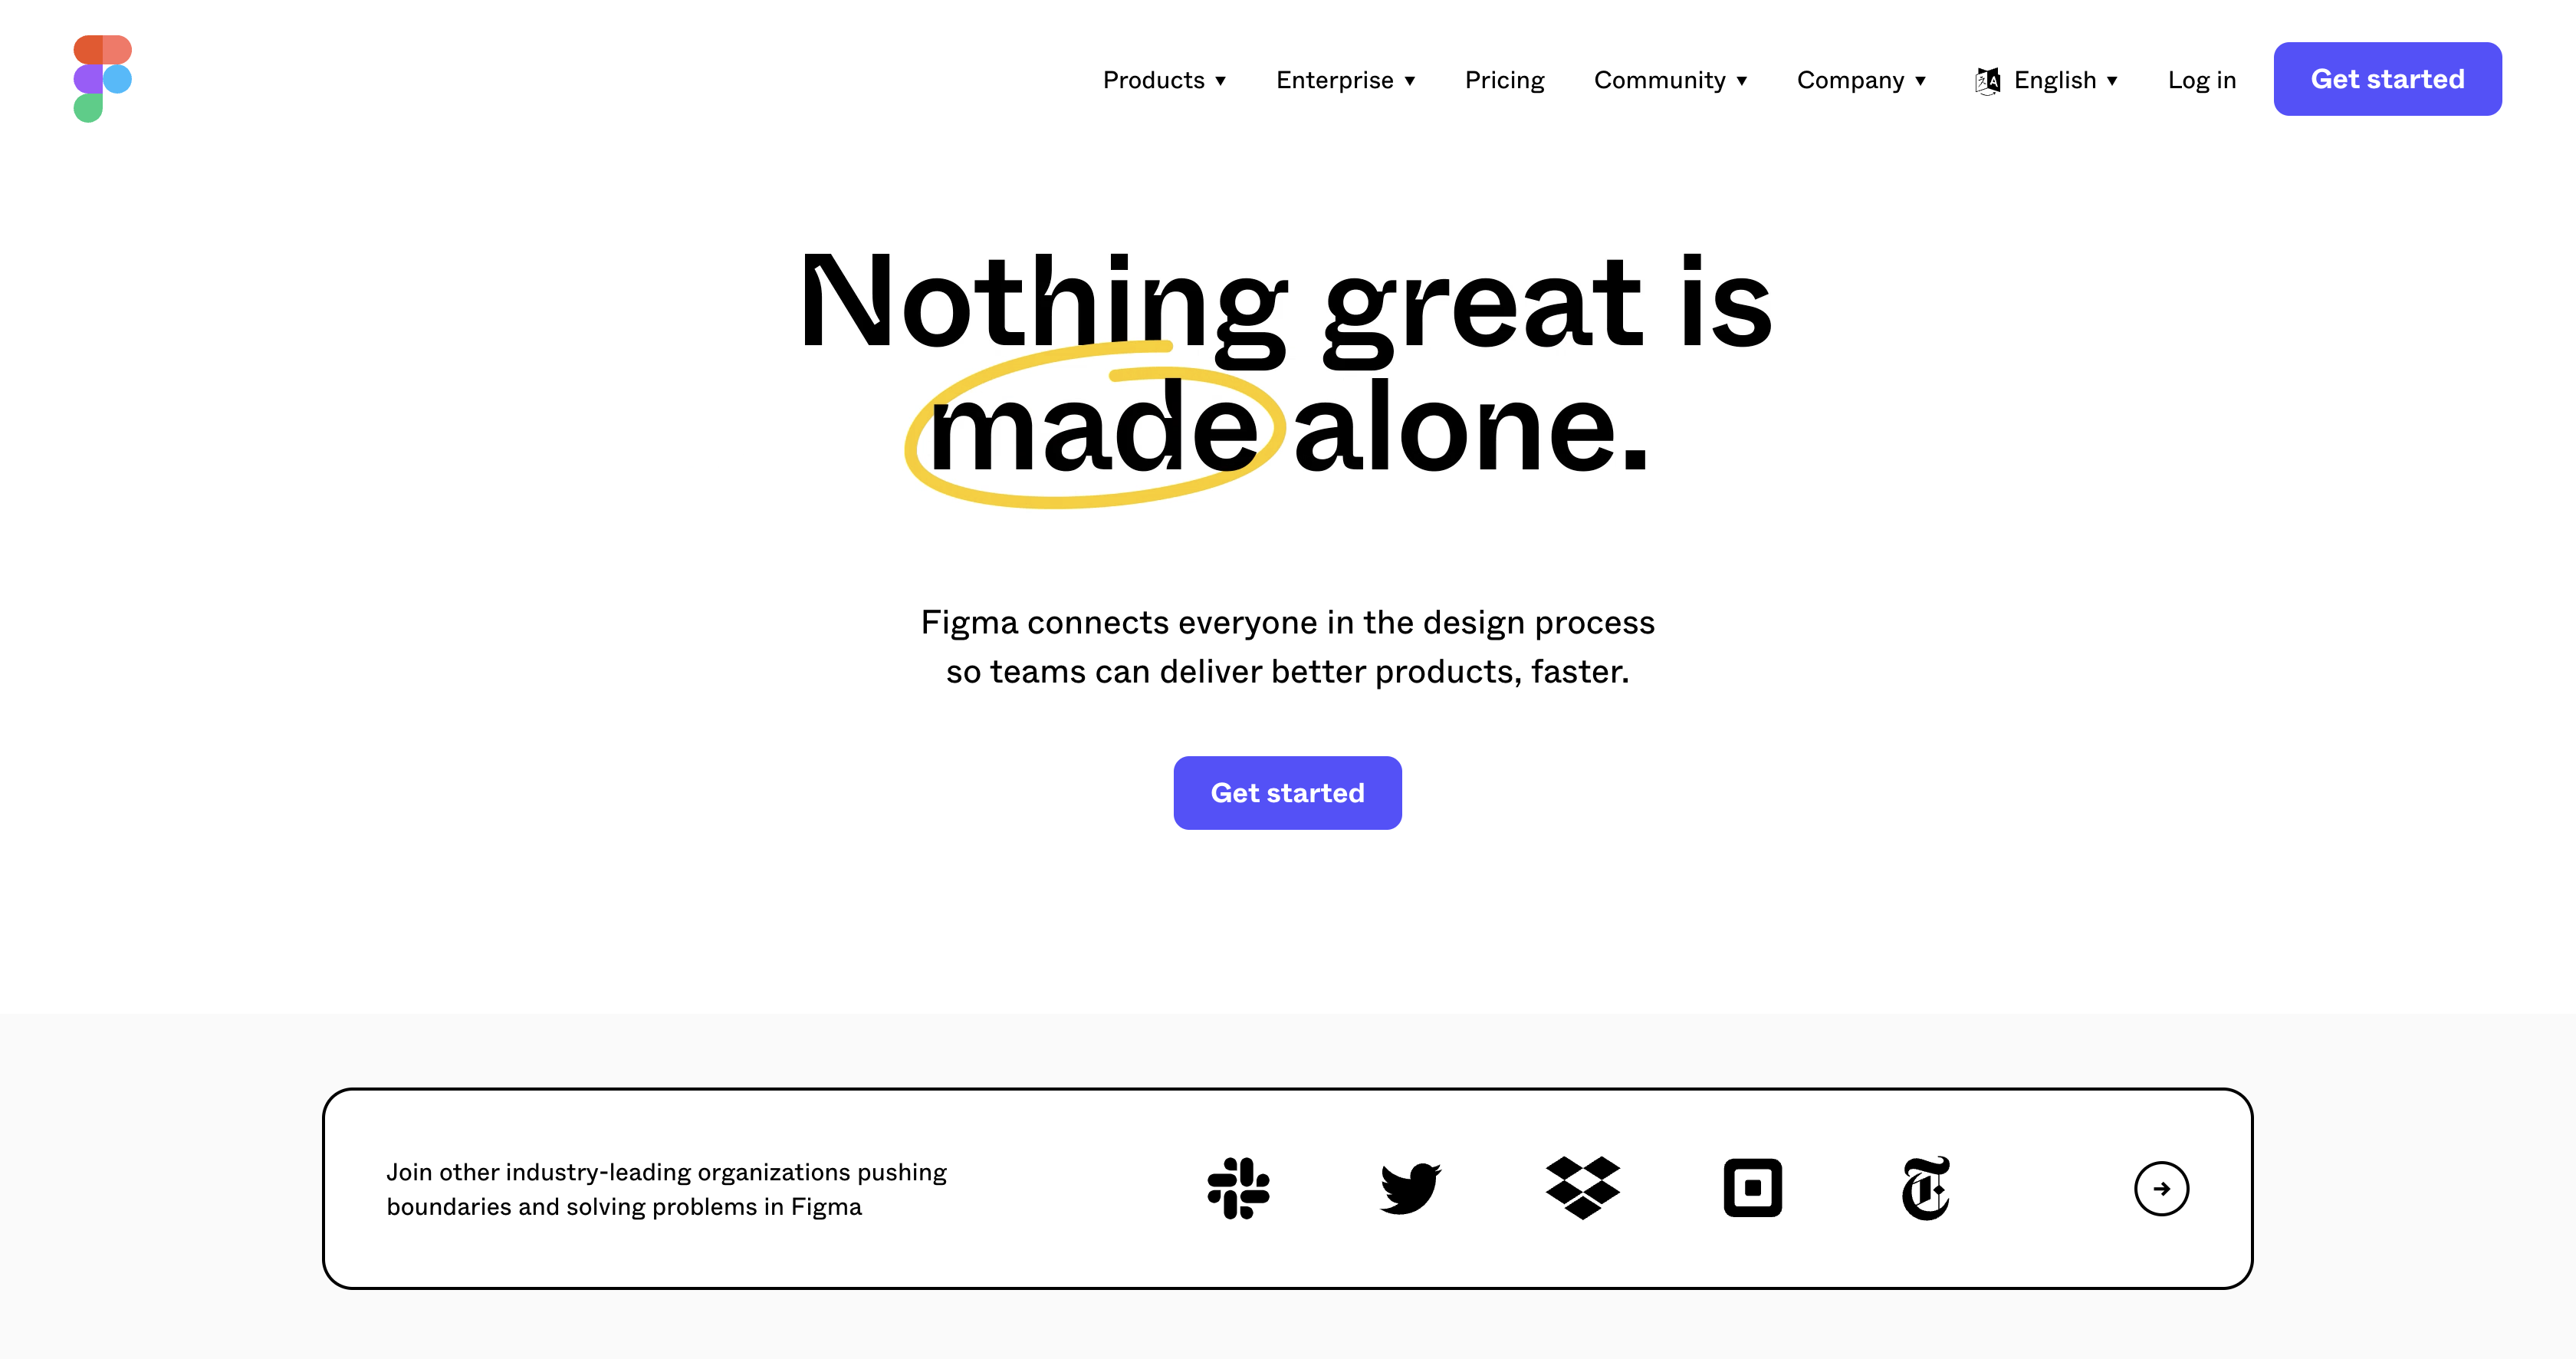 Products ▼ Enterprise ▼ Pricing Community ▼ Company ▼ English ▼ Log in Get started
Nothing great is
made alone.
Figma connects everyone in the design process
so teams can deliver better products, faster.
Get started
Join other industry-leading organizations pushing
boundaries and solving problems in Figma